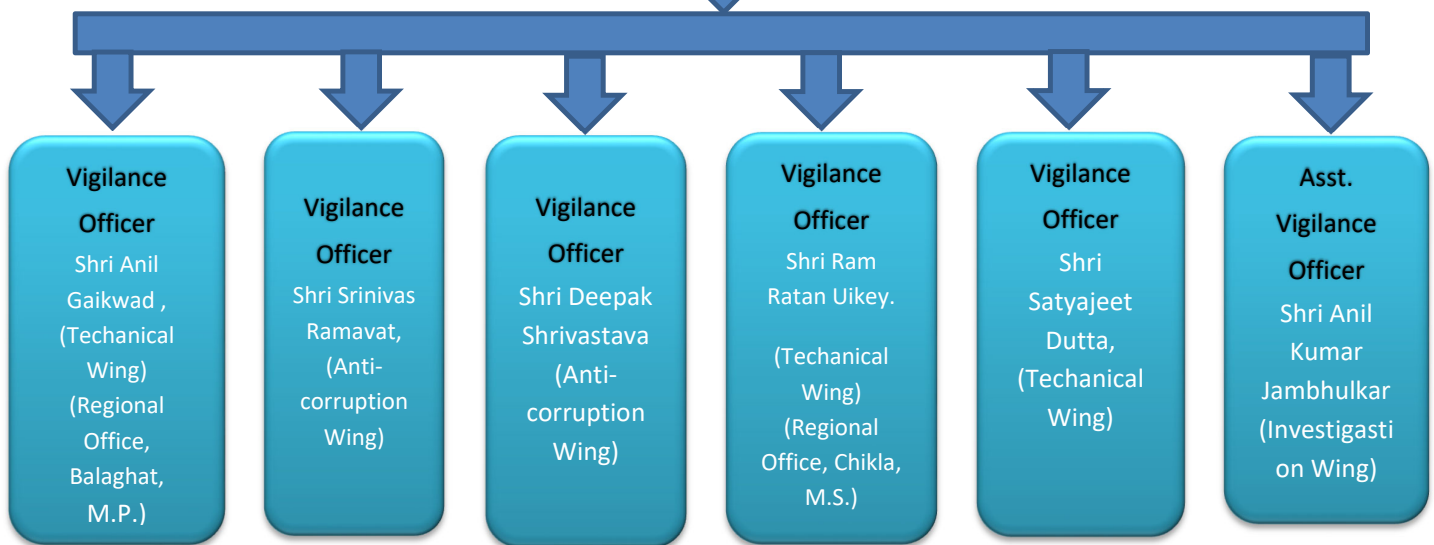 Vigilance
Officer
Shri Anil
Gaikwad ,
(Techanical
Wing)
(Regional
Office,
Balaghat,
M.P.)
Vigilance
Officer
Shri Srinivas
Ramavat,
(Anti-
corruption
Wing)
Vigilance
Officer
Shri Deepak
Shrivastava
(Anti-
corruption
Wing)
Vigilance
Officer
Shri Ram
Ratan Uikey.
(Techanical
Wing)
(Regional
Office, Chikla,
M.S.)
Vigilance
Officer
Shri
Satyajeet
Dutta,
(Techanical
Wing)
Asst.
Vigilance
Officer
Shri Anil
Kumar
Jambhulkar
(Investigasti
on Wing)